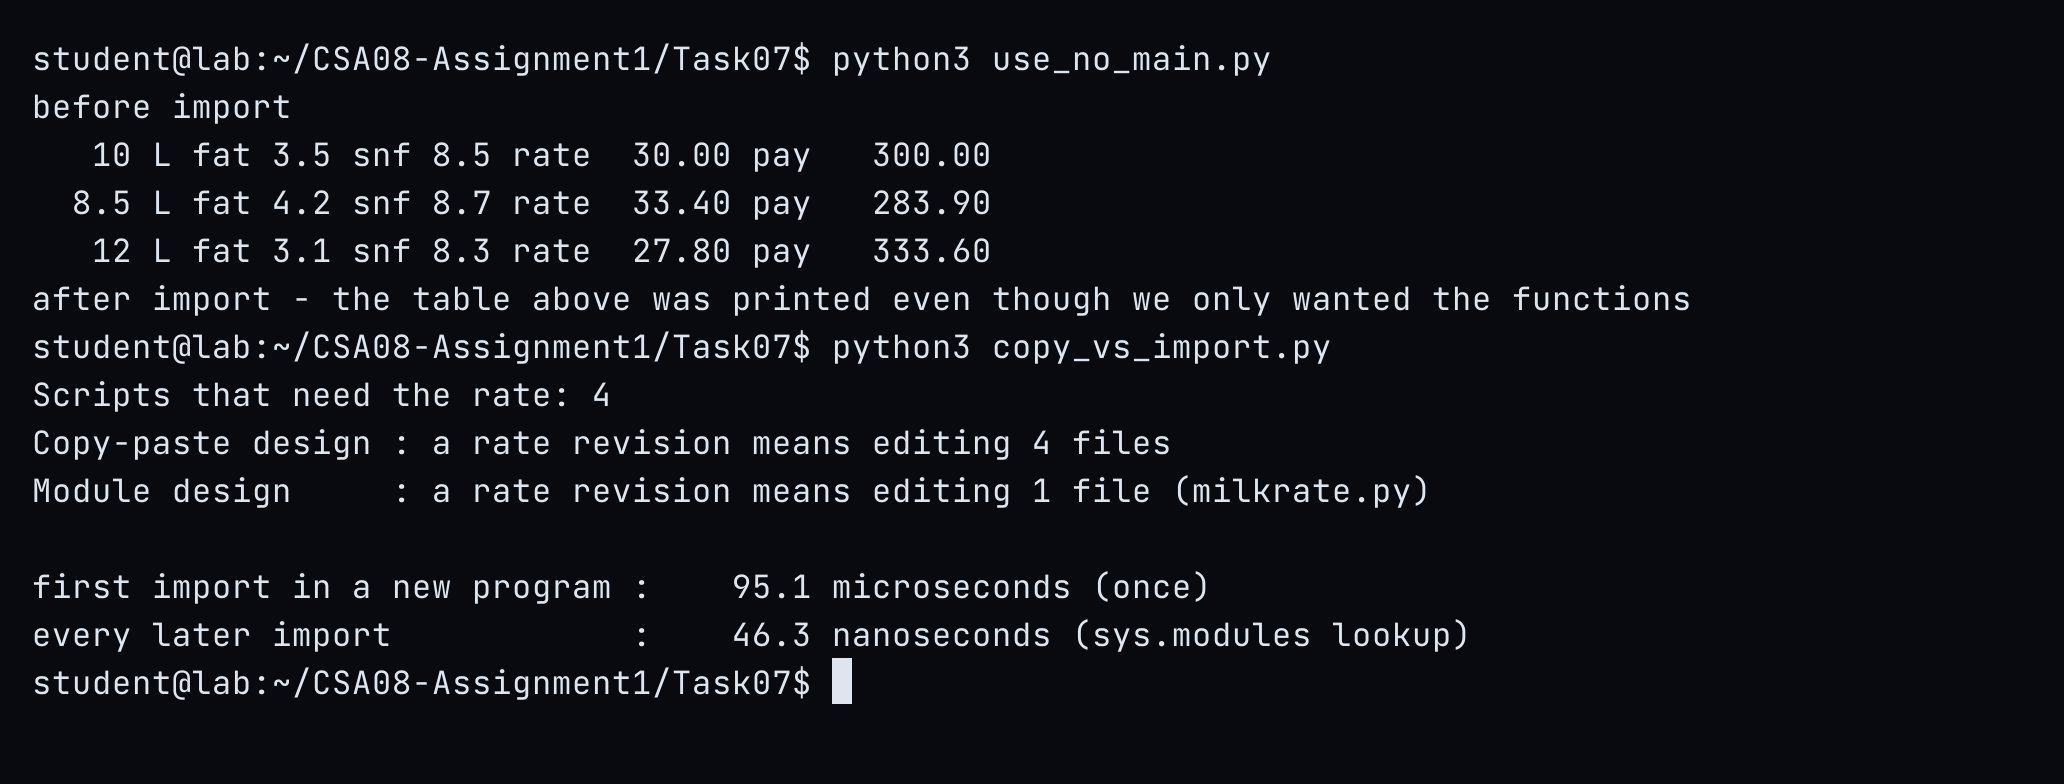 student@lab:~/CSA08-Assignment1/Task07$ python3 use_no_main.py
before import
   10 L fat 3.5 snf 8.5 rate  30.00 pay   300.00
  8.5 L fat 4.2 snf 8.7 rate  33.40 pay   283.90
   12 L fat 3.1 snf 8.3 rate  27.80 pay   333.60
after import - the table above was printed even though we only wanted the functions
student@lab:~/CSA08-Assignment1/Task07$ python3 copy_vs_import.py
Scripts that need the rate: 4
Copy-paste design : a rate revision means editing 4 files
Module design     : a rate revision means editing 1 file (milkrate.py)

first import in a new program :    95.1 microseconds (once)
every later import            :    46.3 nanoseconds (sys.modules lookup)
student@lab:~/CSA08-Assignment1/Task07$